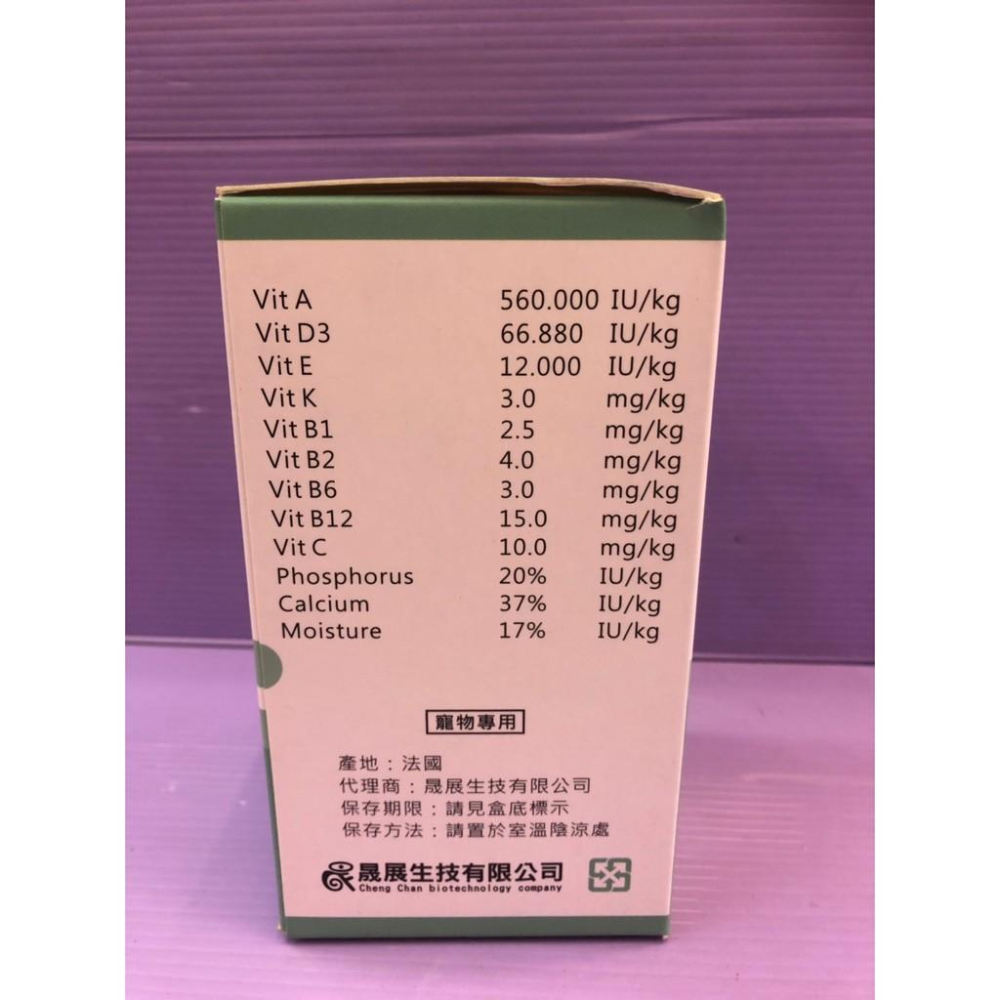 Vit A 560.000 IU/kg
Vit D3 66.880 IU/kg
Vit E 12.000 IU/kg
Vit K 3.0 mg/kg
Vit B1 2.5 mg/kg
Vit B2 4.0 mg/kg
Vit B6 3.0 mg/kg
Vit B12 15.0 mg/kg
Vit C 10.0 mg/kg
Phosphorus 20% IU/kg
Calcium 37% IU/kg
Moisture 17% IU/kg
寵物專用
產地：法國
代理商：晟展生技有限公司
保存期限：請見盒底標示
保存方法：請置於室溫陰涼處
晟展生技有限公司
Cheng Chan biotechnology company